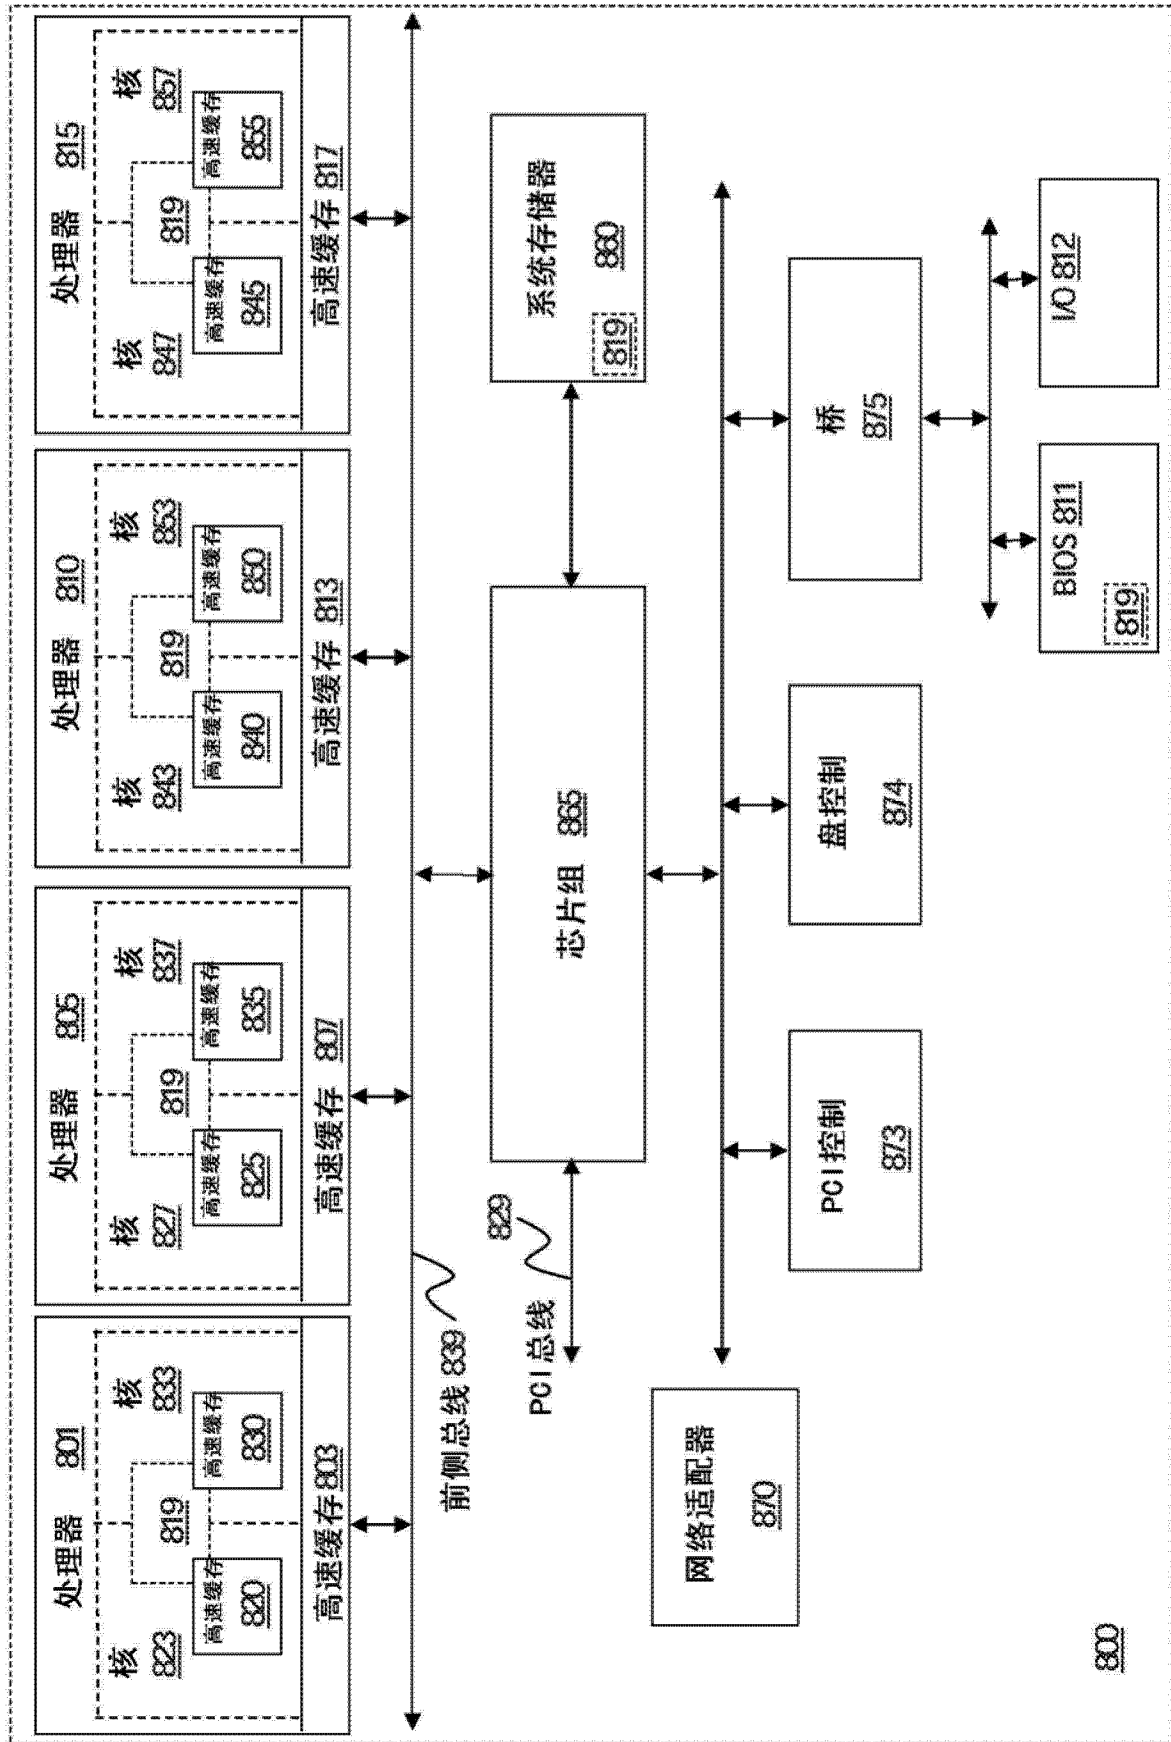 处理器 801
核
823
核
833
819
高速缓存
820
高速缓存
830
高速缓存 803
处理器 805
核
827
核
837
819
高速缓存
825
高速缓存
835
高速缓存 807
处理器 810
核
843
核
853
819
高速缓存
840
高速缓存
850
高速缓存 813
处理器 815
核
847
核
857
819
高速缓存
845
高速缓存
855
高速缓存 817
前侧总线 839
PCI总线
829
芯片组 865
系统存储器
860
819
网络适配器
870
PCI控制
873
盘控制
874
桥
875
BIOS 811
819
I/O 812
800